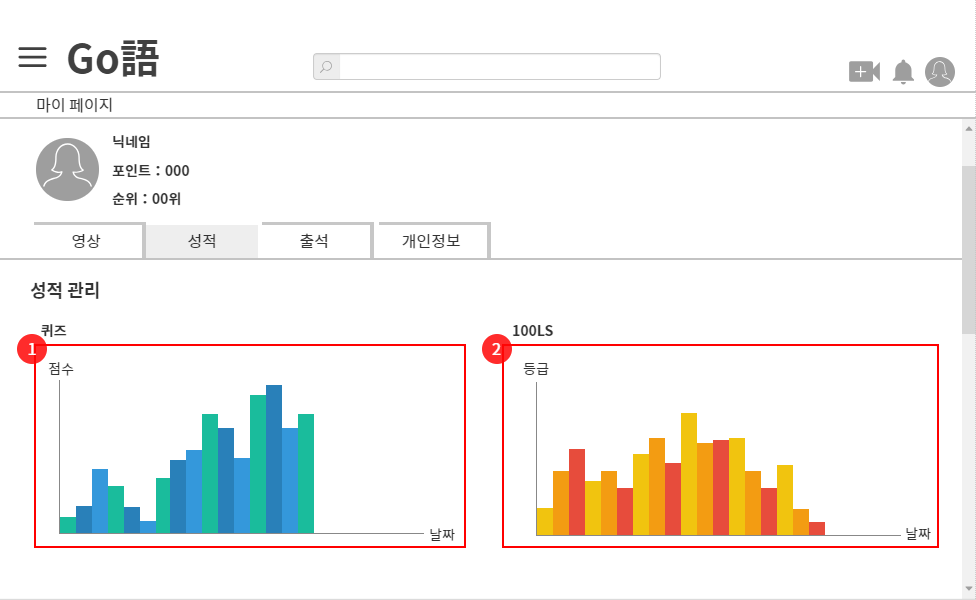 Go語
마이 페이지
닉네임
포인트 : 000
순위 : 00위
영상 성적 출석 개인정보
성적 관리
퀴즈 100LS
1 2
점수 등급
날짜 날짜